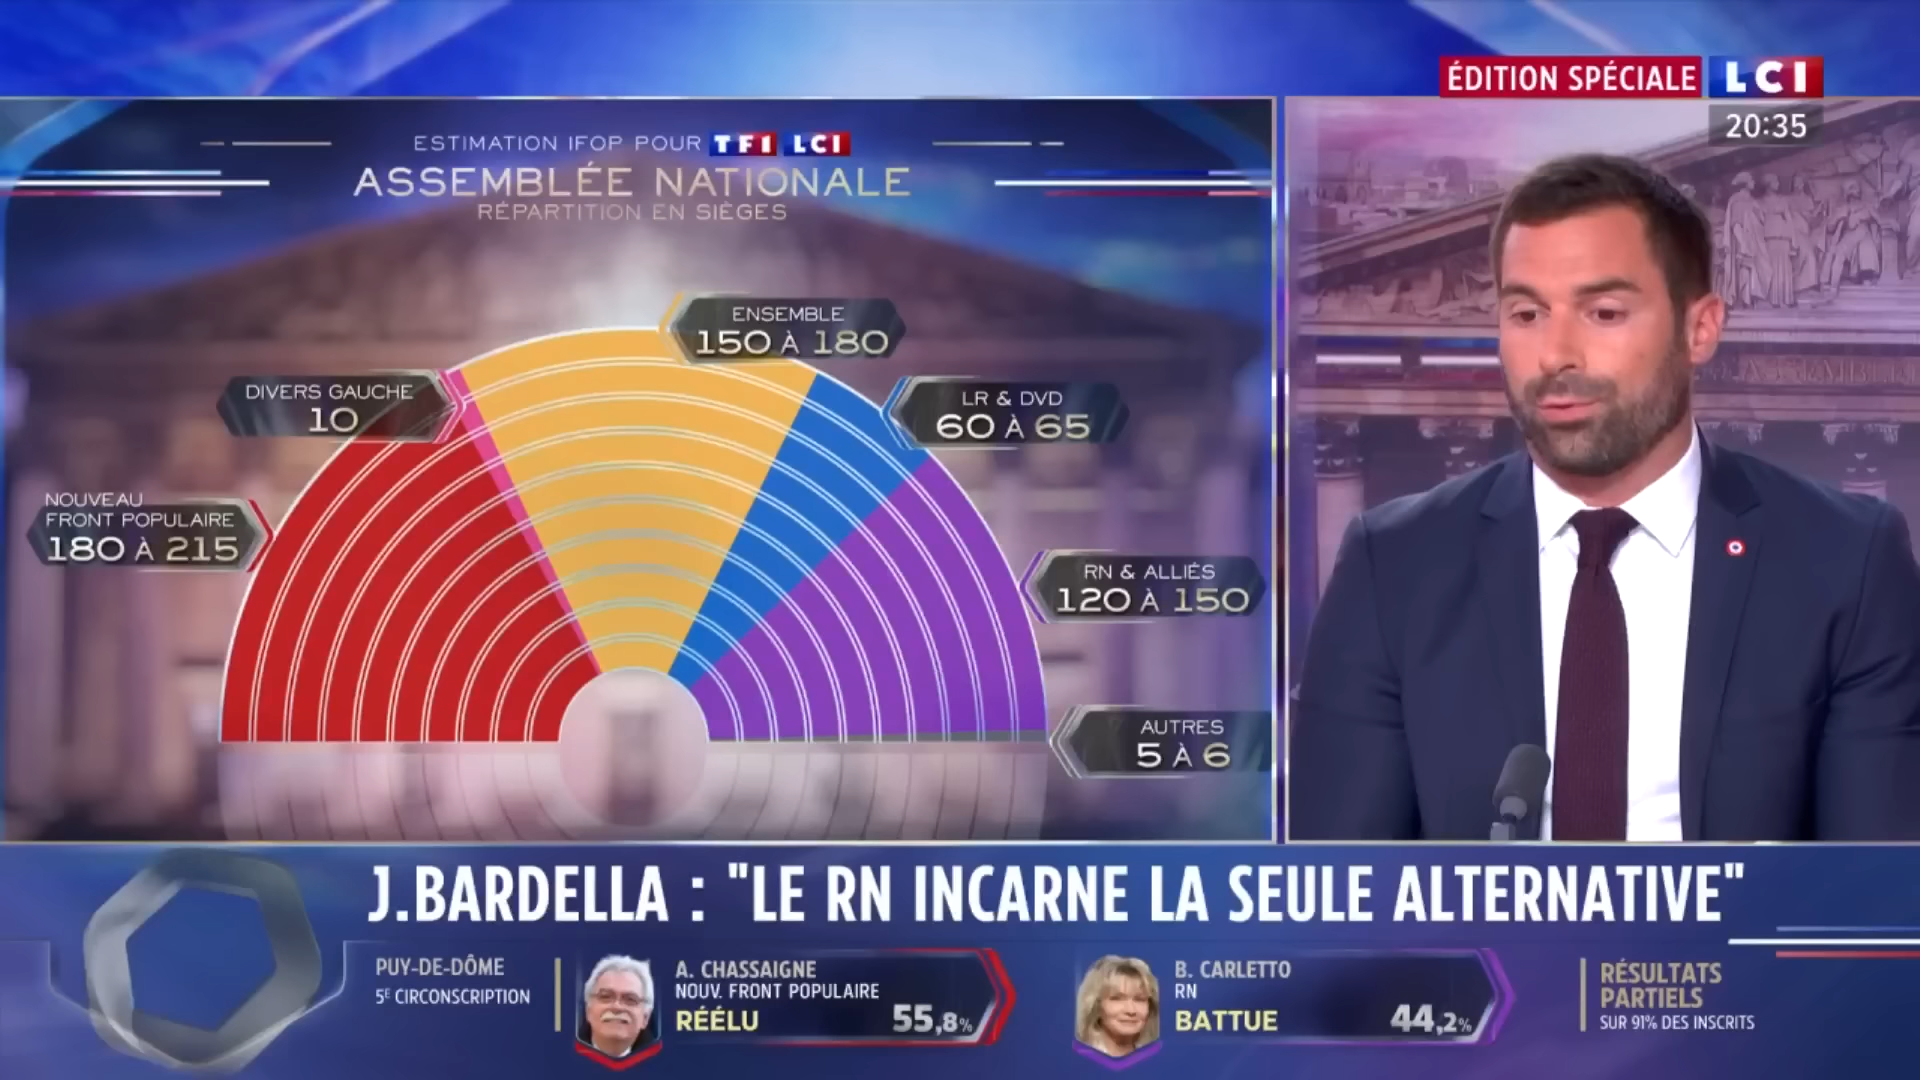 ÉDITION SPÉCIALE LCI
20:35
ESTIMATION IFOP POUR TF1 LCI
ASSEMBLÉE NATIONALE
RÉPARTITION EN SIÈGES
ENSEMBLE
150 À 180
DIVERS GAUCHE
10
LR & DVD
60 À 65
NOUVEAU
FRONT POPULAIRE
180 À 215
RN & ALLIÉS
120 À 150
AUTRES
5 À 6
J.BARDELLA : "LE RN INCARNE LA SEULE ALTERNATIVE"
PUY-DE-DÔME
5E CIRCONSCRIPTION
A. CHASSAIGNE
NOUV. FRONT POPULAIRE
RÉÉLU 55,8%
B. CARLETTO
RN
BATTUE 44,2%
RÉSULTATS
PARTIELS
SUR 91% DES INSCRITS